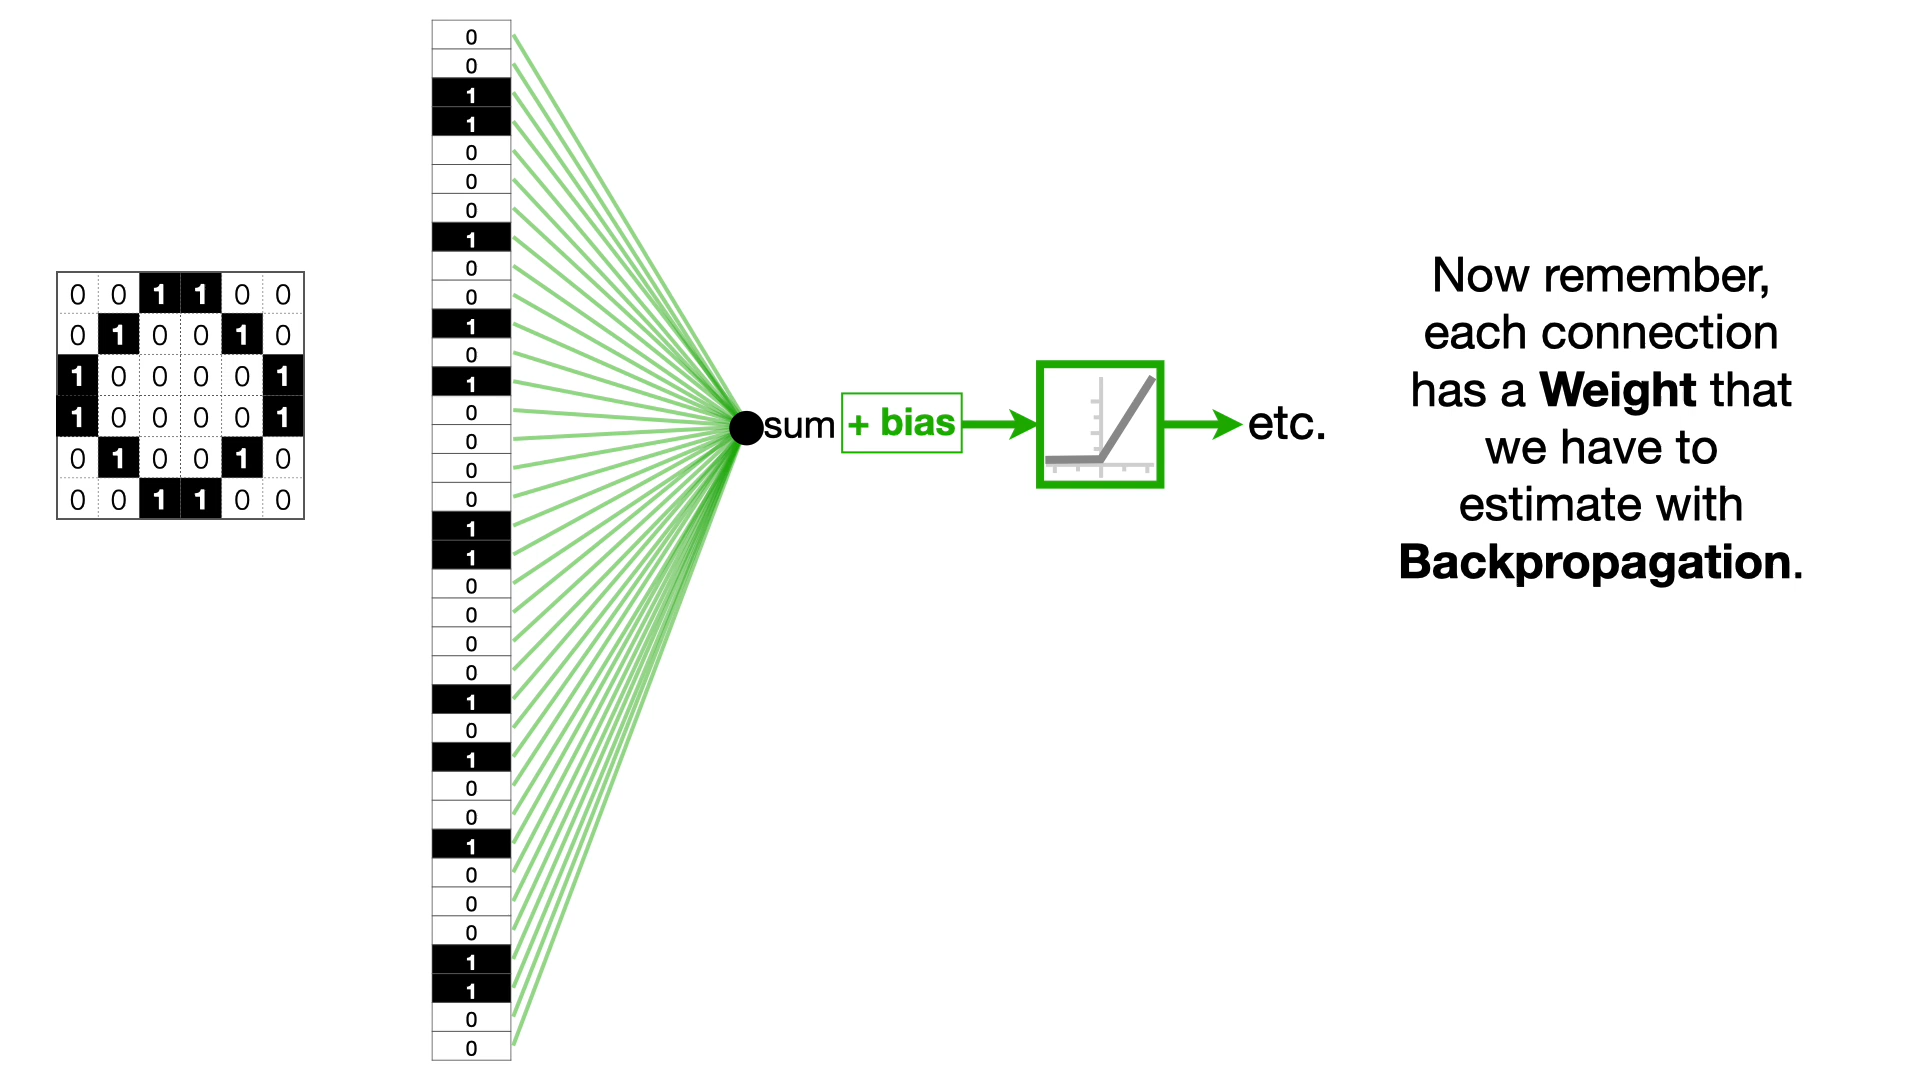 0 0 1 1 0 0
0 1 0 0 1 0
1 0 0 0 0 1
1 0 0 0 0 1
0 1 0 0 1 0
0 0 1 1 0 0
0
0
1
1
0
0
0
1
0
0
1
0
1
0
0
0
0
1
1
0
0
0
0
1
0
1
0
0
1
0
0
0
1
1
0
0
sum + bias
etc.
Now remember,
each connection
has a Weight that
we have to
estimate with
Backpropagation.